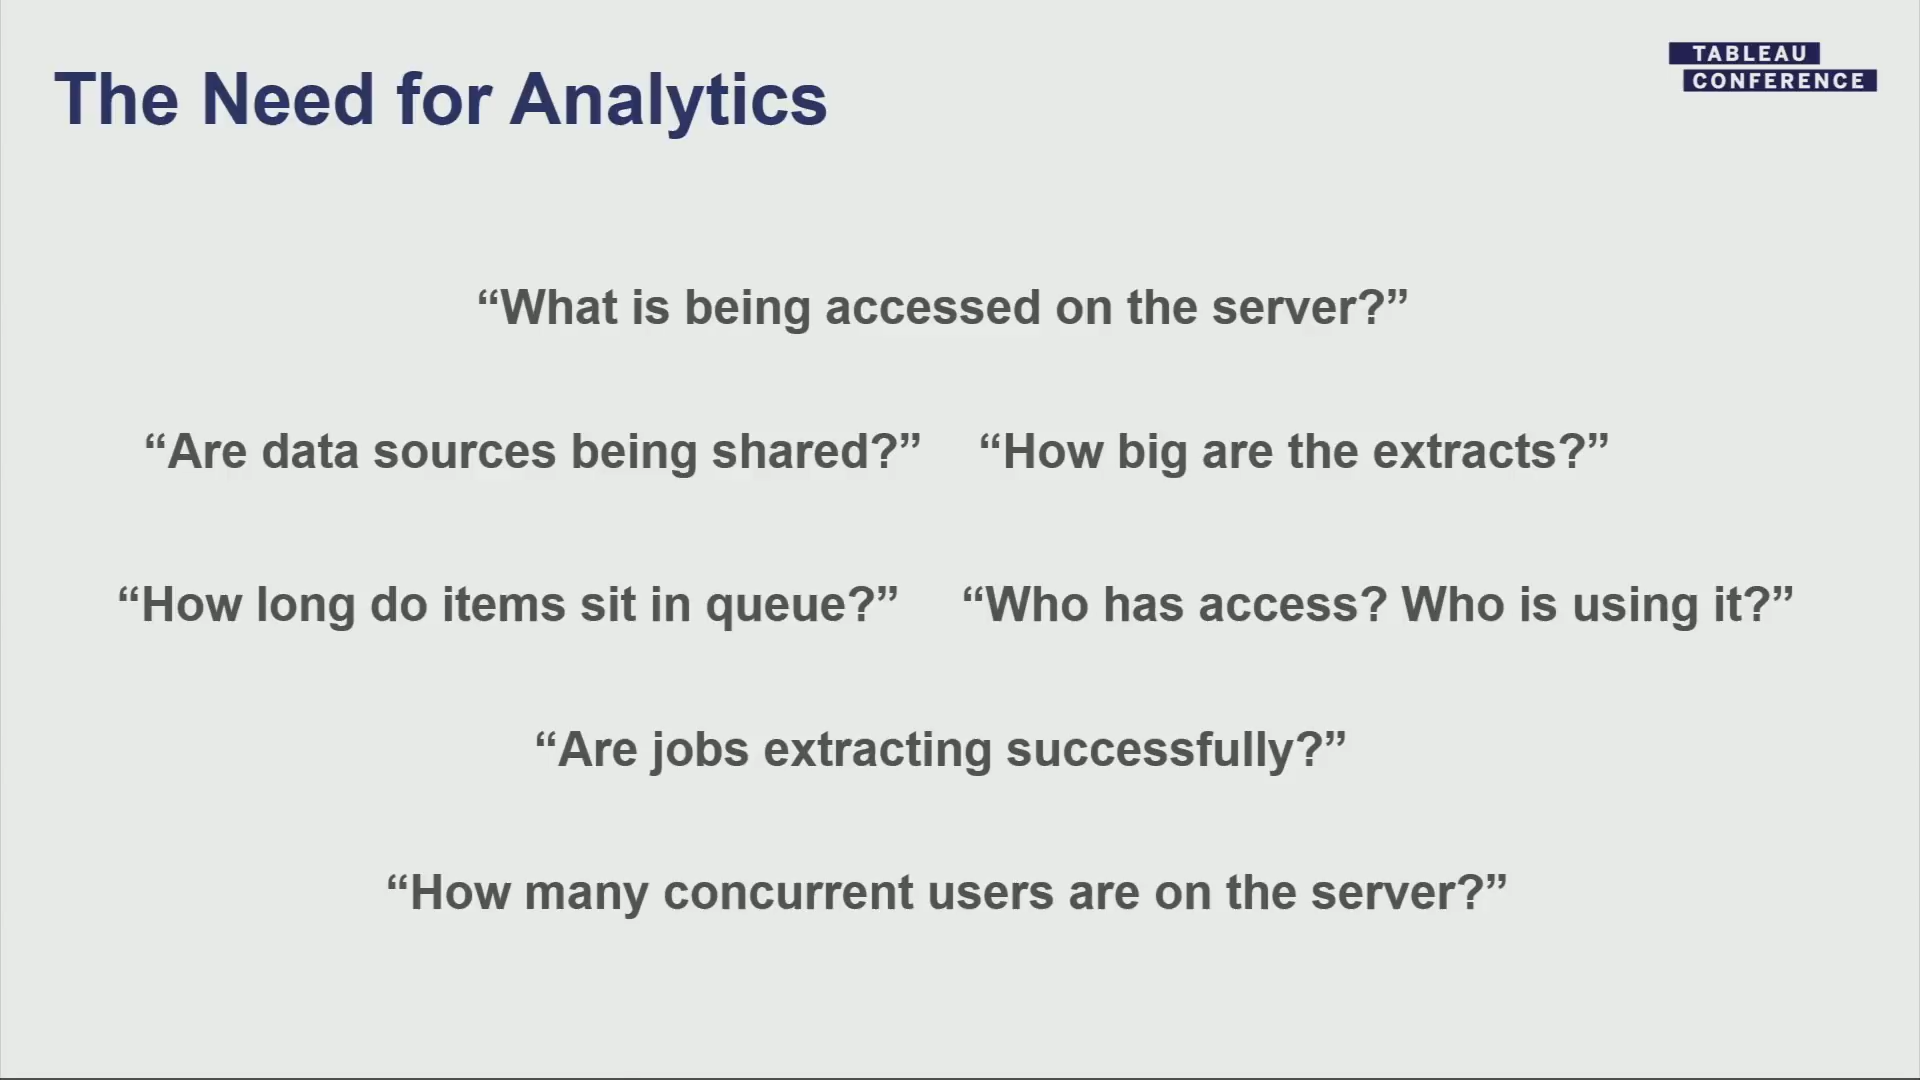 The Need for Analytics
TABLEAU
CONFERENCE
“What is being accessed on the server?”
“Are data sources being shared?” “How big are the extracts?”
“How long do items sit in queue?” “Who has access? Who is using it?”
“Are jobs extracting successfully?”
“How many concurrent users are on the server?”